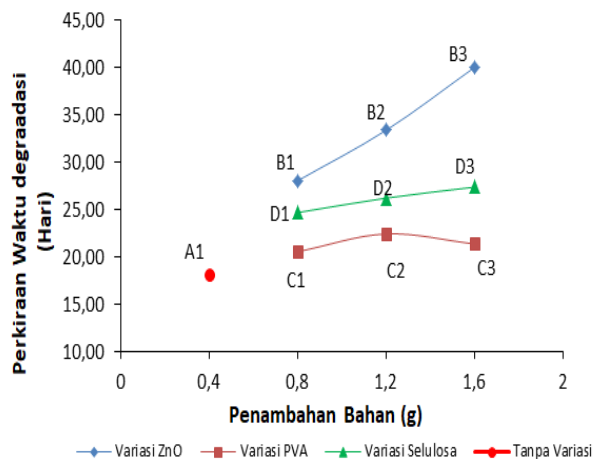 Perkiraan Waktu degraadasi
(Hari)
45,00
40,00
35,00
30,00
25,00
20,00
15,00
10,00
B3
B2
B1
D3
D2
D1
A1
C1
C2
C3
0
0,4
0,8
1,2
1,6
2
Penambahan Bahan (g)
Variasi ZnO
Variasi PVA
Variasi Selulosa
Tanpa Variasi